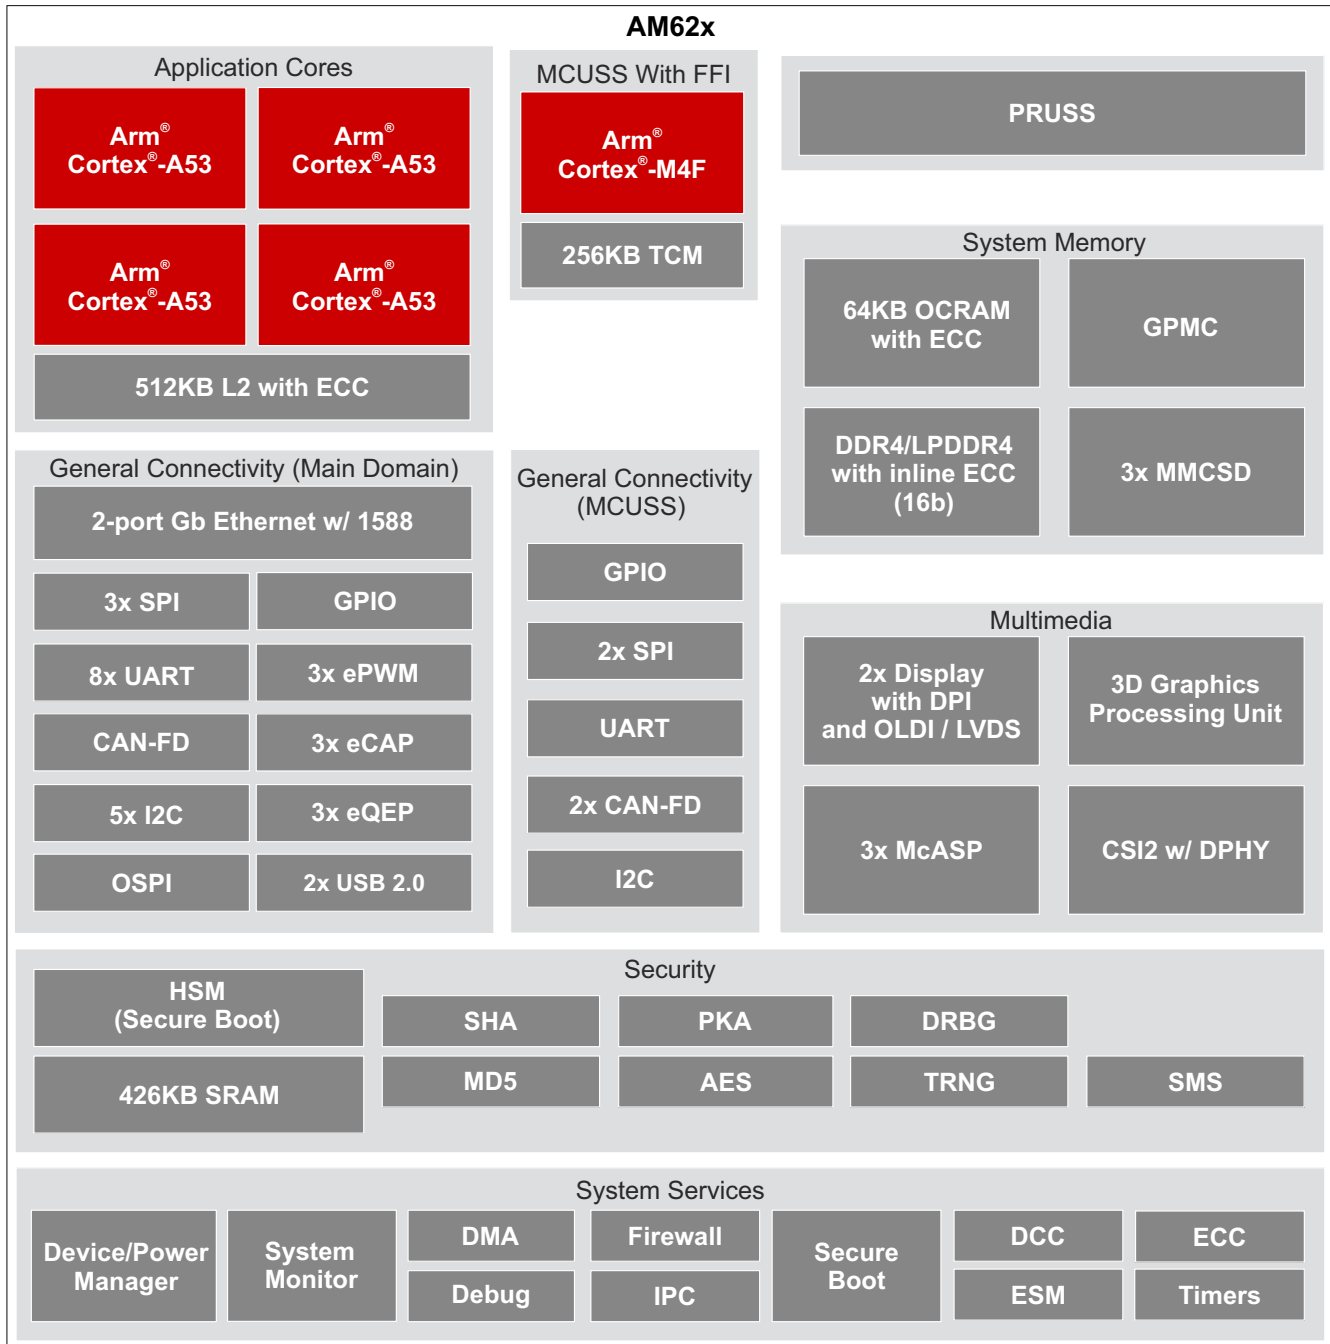 AM62x
Application Cores
Arm®
Cortex®-A53
Arm®
Cortex®-A53
Arm®
Cortex®-A53
Arm®
Cortex®-A53
512KB L2 with ECC
MCUSS With FFI
Arm®
Cortex®-M4F
256KB TCM
PRUSS
System Memory
64KB OCRAM
with ECC
GPMC
DDR4/LPDDR4
with inline ECC
(16b)
3x MMCSD
General Connectivity (Main Domain)
2-port Gb Ethernet w/ 1588
3x SPI
GPIO
8x UART
3x ePWM
CAN-FD
3x eCAP
5x I2C
3x eQEP
OSPI
2x USB 2.0
General Connectivity
(MCUSS)
GPIO
2x SPI
UART
2x CAN-FD
I2C
Multimedia
2x Display
with DPI
and OLDI / LVDS
3D Graphics
Processing Unit
3x McASP
CSI2 w/ DPHY
Security
HSM
(Secure Boot)
SHA
PKA
DRBG
426KB SRAM
MD5
AES
TRNG
SMS
System Services
Device/Power
Manager
System
Monitor
DMA
Debug
Firewall
IPC
Secure
Boot
DCC
ESM
ECC
Timers